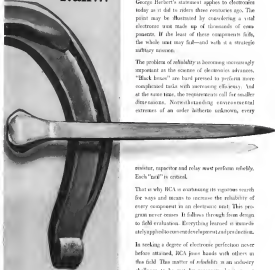 George Herbert's statement applies to electronics
today as it did to riders three centuries ago. The
point may be illustrated by considering a vital
electronic unit made up of thousands of com-
ponents. If the least of these components fails,
the whole unit may fail—and with it a strategic
military mission.
The problem of reliability is becoming increasingly
important as the science of electronics advances.
"Black boxes" are hard pressed to perform more
complicated tasks with increasing efficiency. And
at the same time, the requirements call for smaller
dimensions. Notwithstanding environmental
extremes of an order hitherto unknown, every
resistor, capacitor and relay must perform reliably.
Each "nail" is critical.
That is why RCA is continuing its rigorous search
for ways and means to increase the reliability of
every component in an electronic unit. This pro-
gram never ceases. It follows through from design
to field evaluation. Everything learned is immedi-
ately applied to current development and production.
In seeking a degree of electronic perfection never
before attained, RCA joins hands with others in
this field. This matter of reliability is an industry